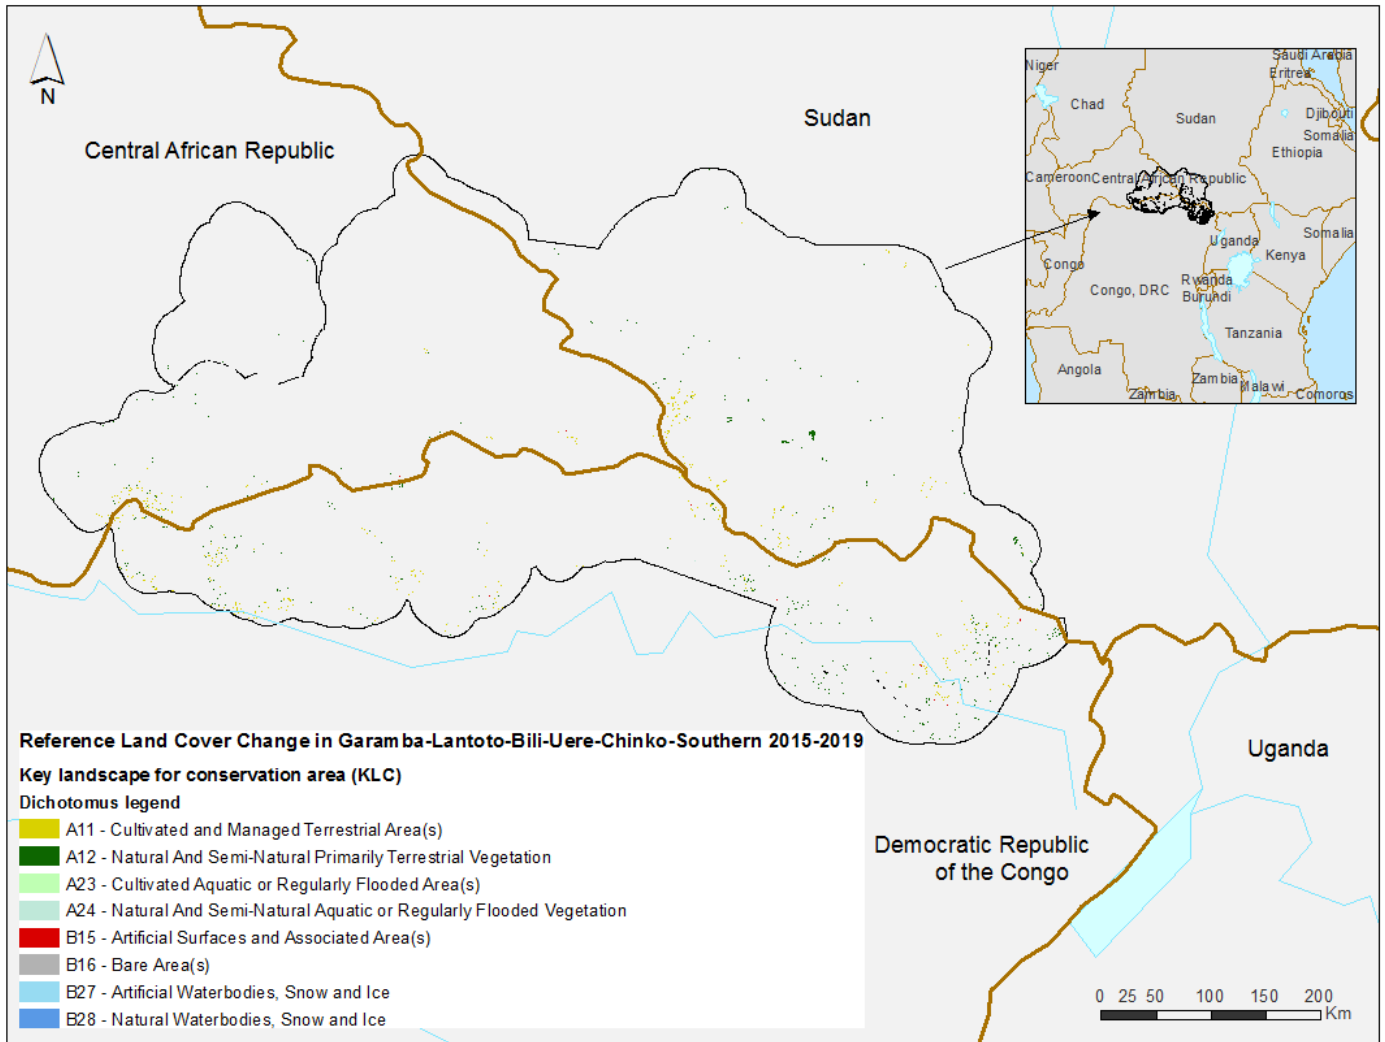 N
Central African Republic
Sudan
Niger
Chad
Sudan
Saudi Arabia
Eritrea
Djibouti
Somalia
Ethiopia
Cameroon
Central African Republic
Uganda
Somalia
Kenya
Congo
Congo, DRC
Rwanda
Burundi
Tanzania
Angola
Zambia
Malawi
Zambia
Comoros
Reference Land Cover Change in Garamba-Lantoto-Bili-Uere-Chinko-Southern 2015-2019
Key landscape for conservation area (KLC)
Dichotomus legend
A11 - Cultivated and Managed Terrestrial Area(s)
A12 - Natural And Semi-Natural Primarily Terrestrial Vegetation
A23 - Cultivated Aquatic or Regularly Flooded Area(s)
A24 - Natural And Semi-Natural Aquatic or Regularly Flooded Vegetation
B15 - Artificial Surfaces and Associated Area(s)
B16 - Bare Area(s)
B27 - Artificial Waterbodies, Snow and Ice
B28 - Natural Waterbodies, Snow and Ice
Uganda
Democratic Republic
of the Congo
0 25 50 100 150 200
Km